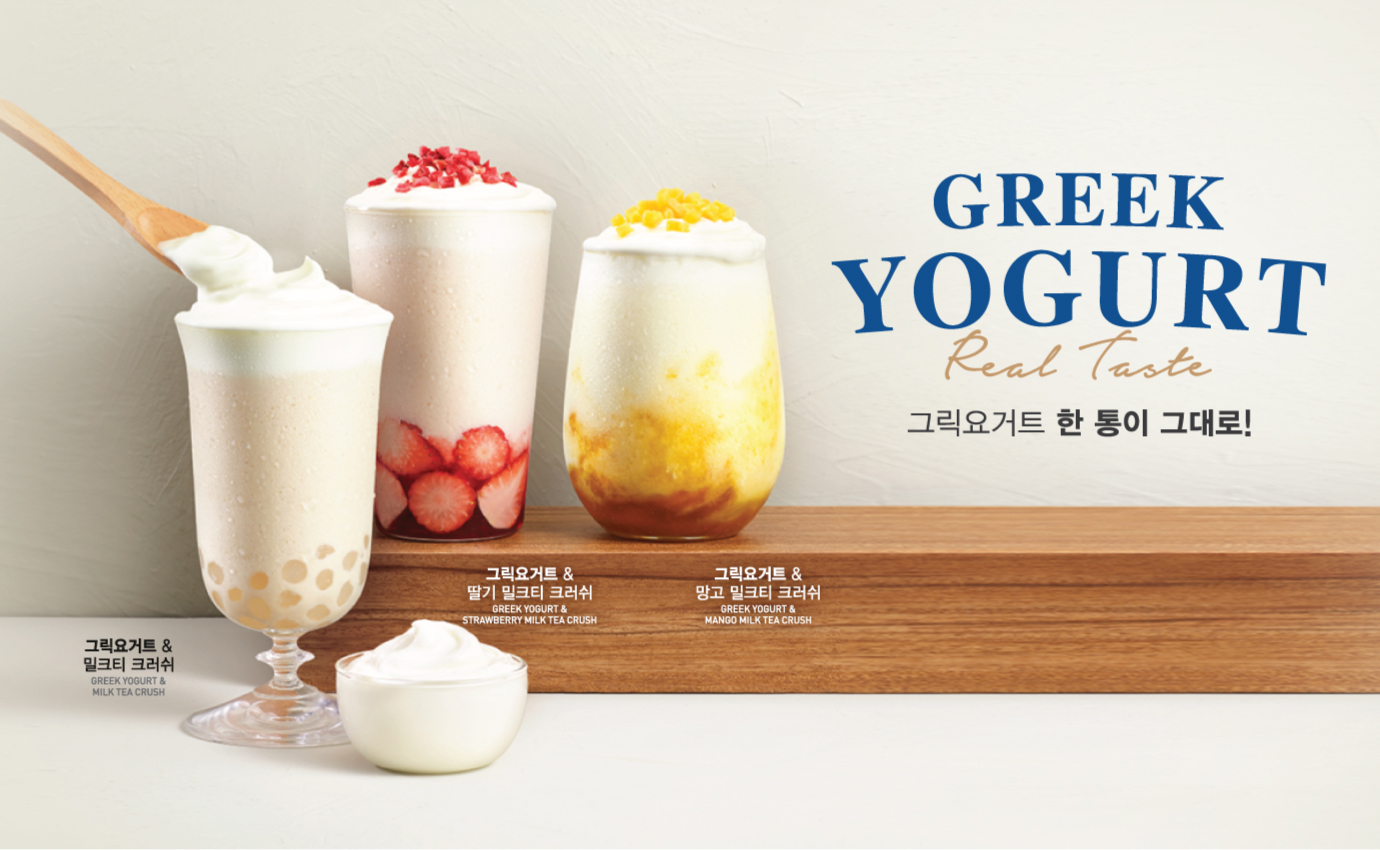 GREEK
YOGURT
Real Taste
그릭요거트 한 통이 그대로!
그릭요거트 &
딸기 밀크티 크러쉬
GREEK YOGURT &
STRAWBERRY MILK TEA CRUSH
그릭요거트 &
망고 밀크티 크러쉬
GREEK YOGURT &
MANGO MILK TEA CRUSH
그릭요거트 &
밀크티 크러쉬
GREEK YOGURT &
MILK TEA CRUSH